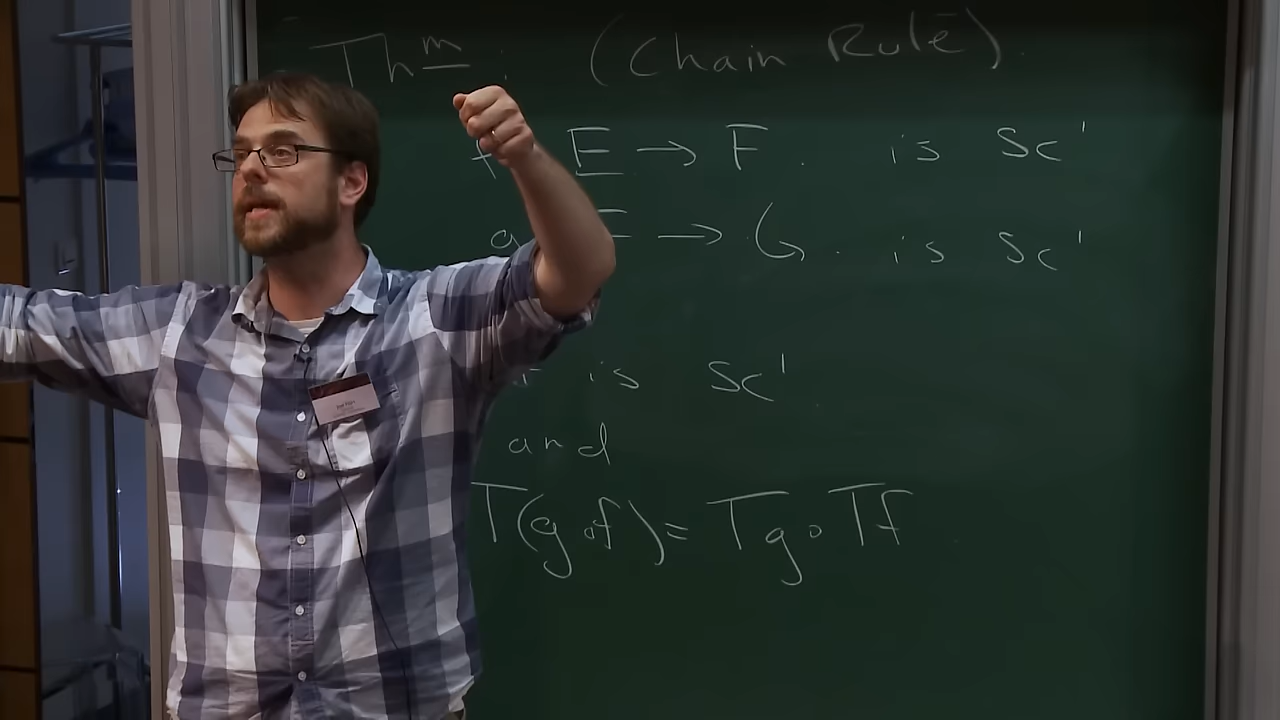 Thm: (Chain Rule).
f E → F. is Sc'
g F → G. is Sc'
is Sc'.
and
T(g∘f) = Tg∘Tf